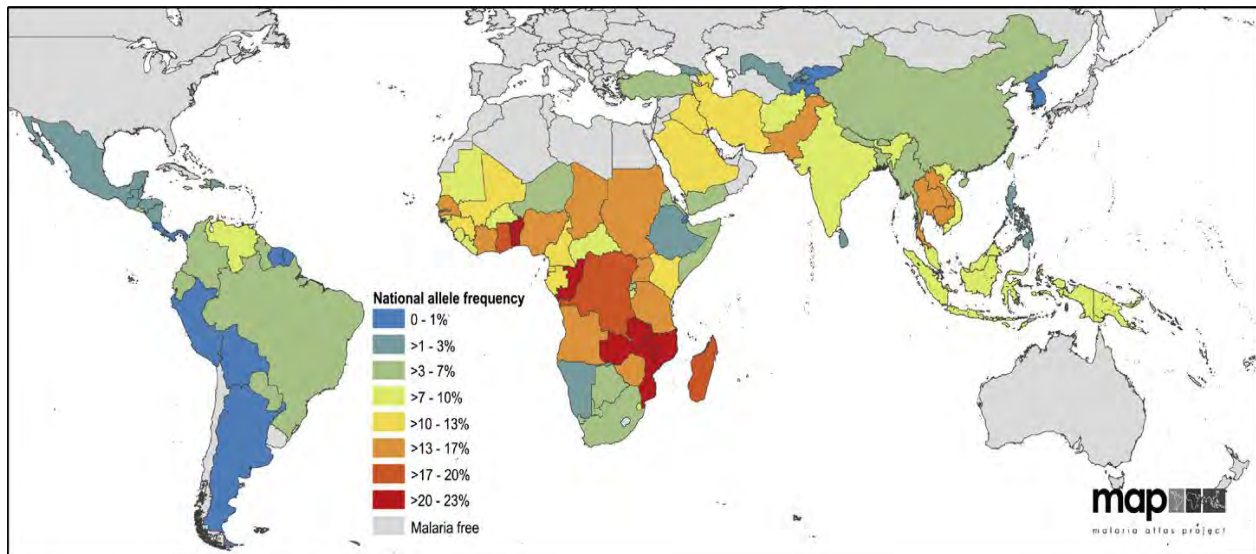 National allele frequency
0 - 1%
>1 - 3%
>3 - 7%
>7 - 10%
>10 - 13%
>13 - 17%
>17 - 20%
>20 - 23%
Malaria free
map
malaria atlas project